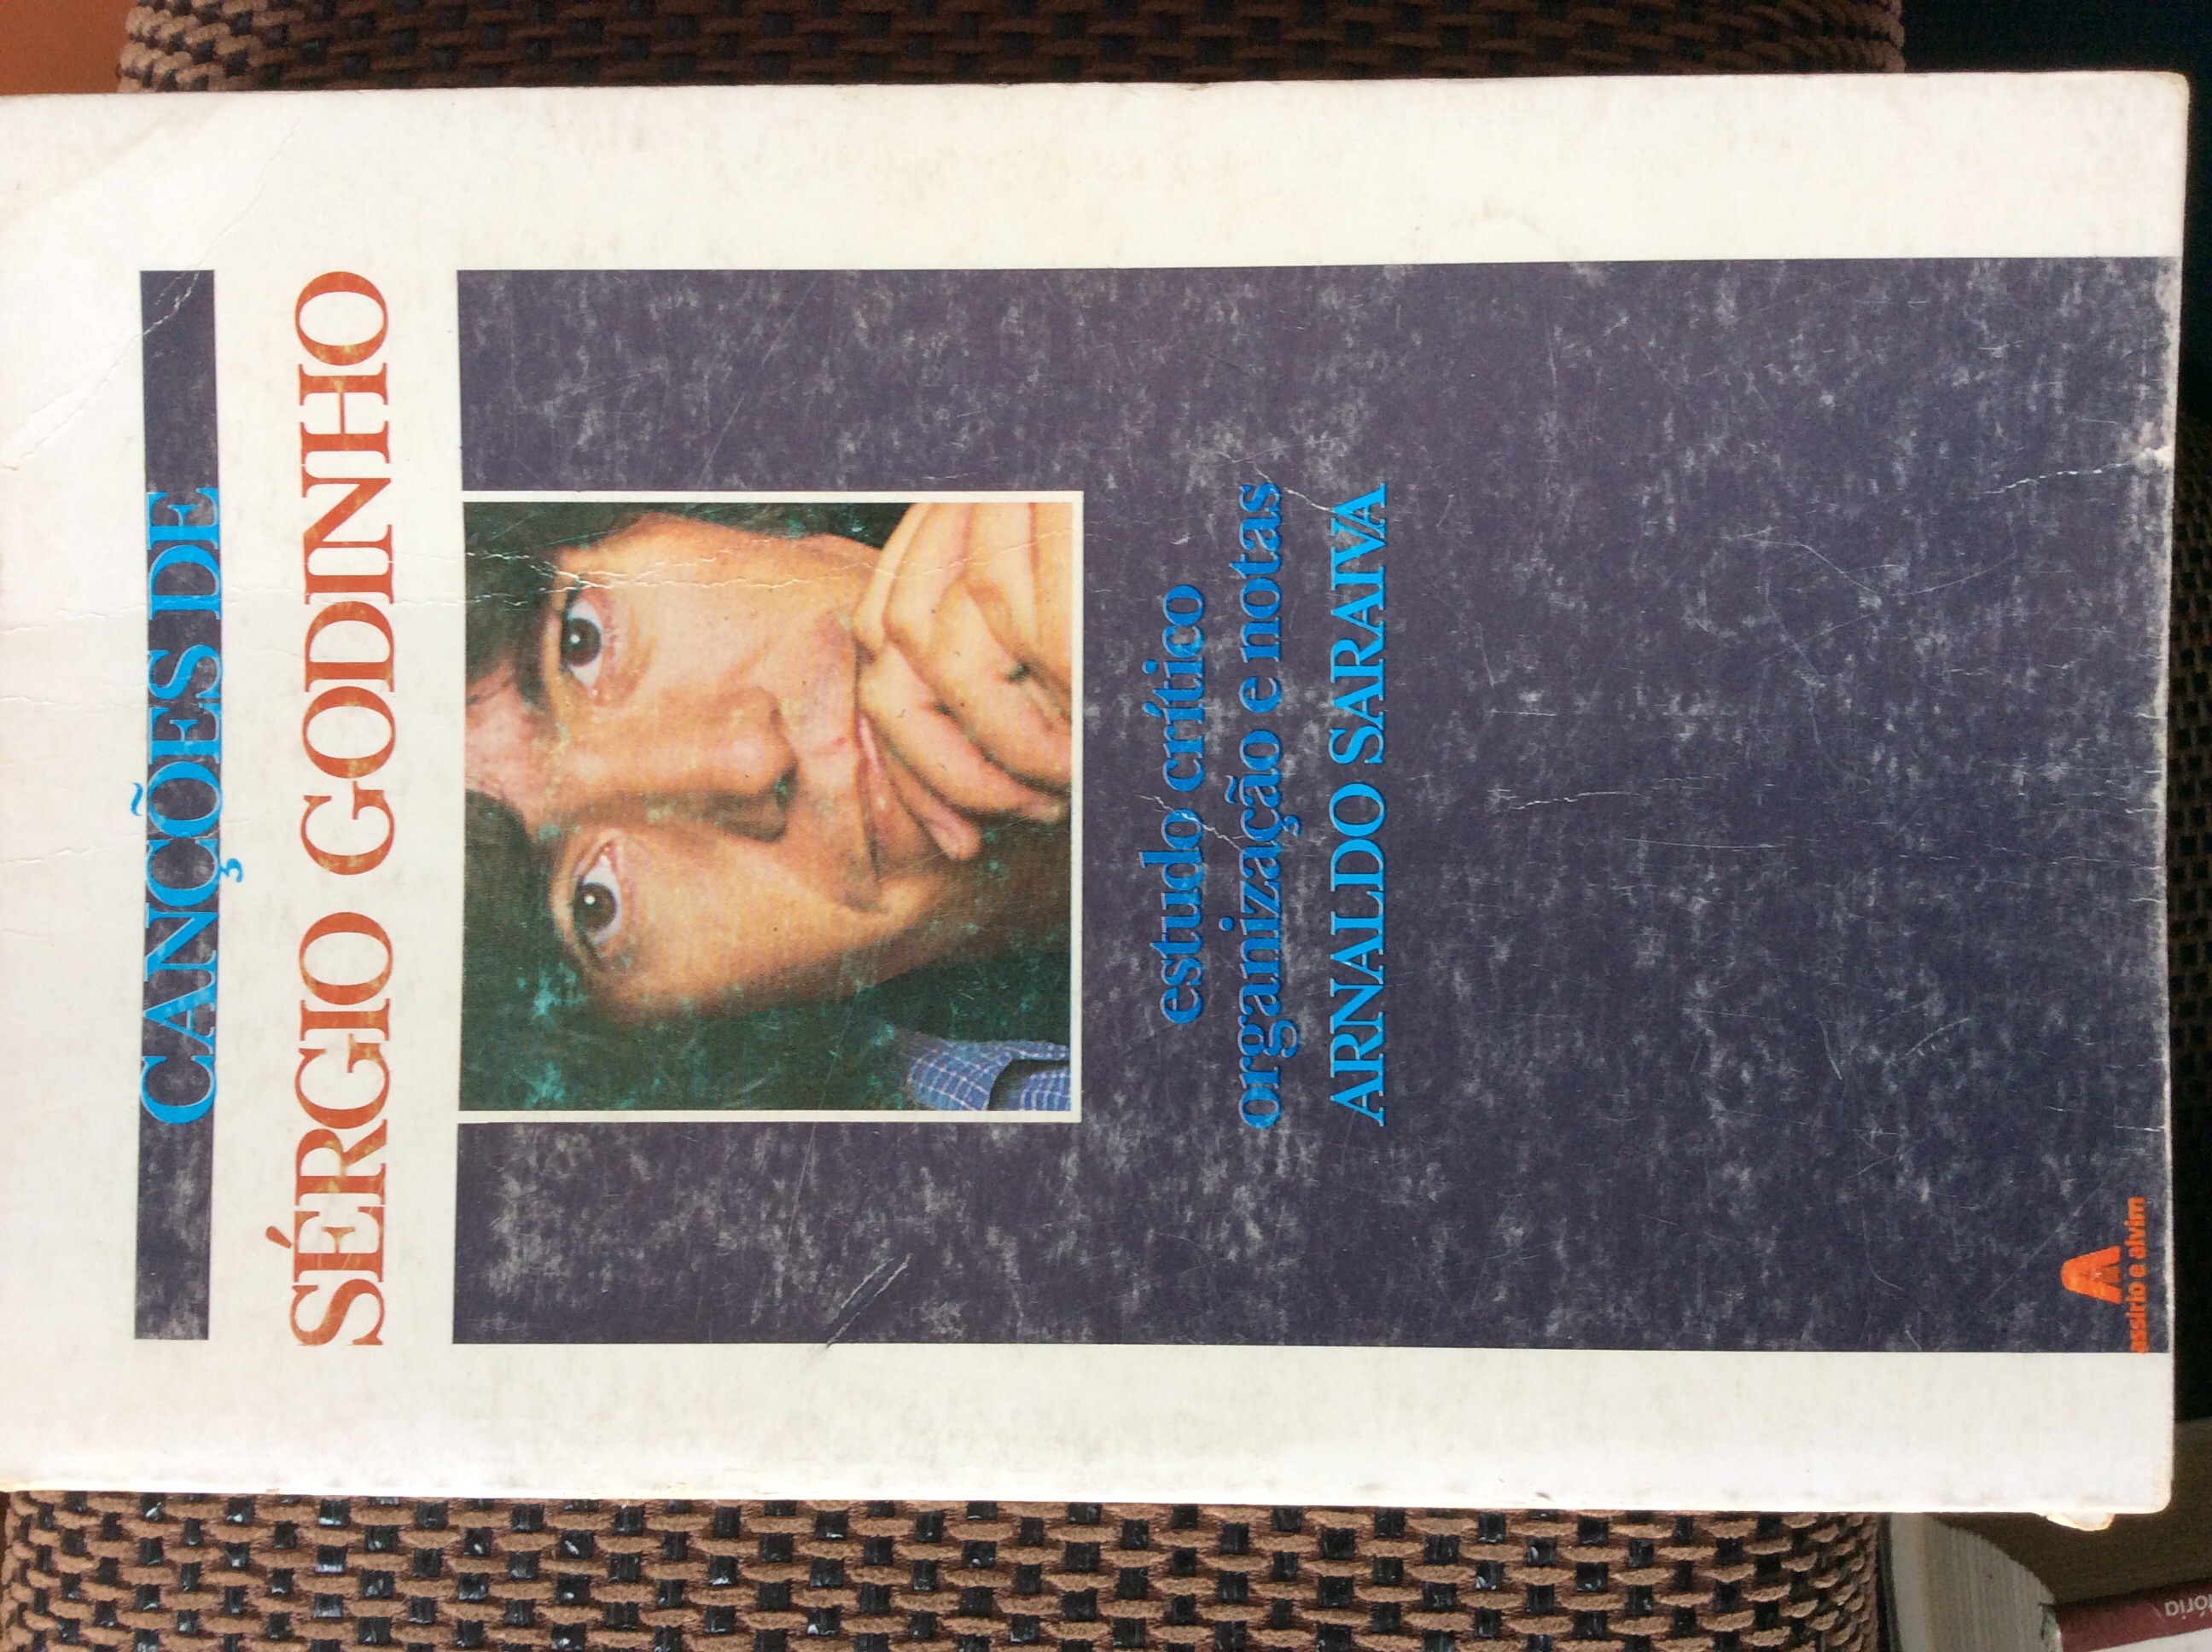 CANÇÕES DE
SÉRGIO GODINHO
estudo crítico
organização e notas
ARNALDO SARAIVA
assírio e alvim